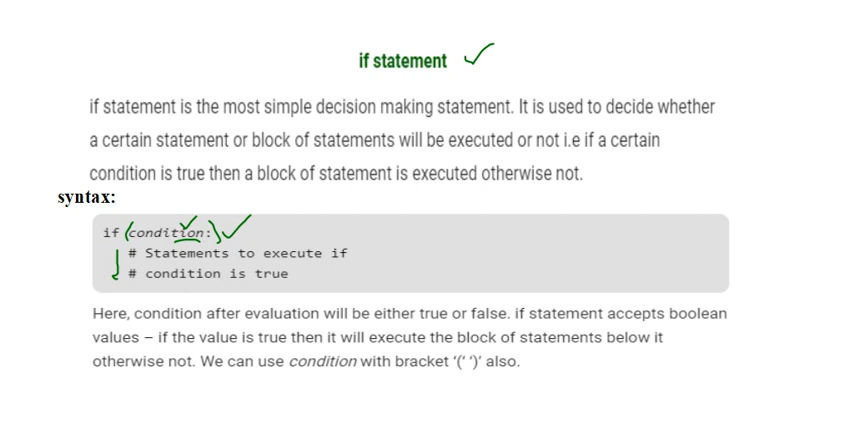 if statement
if statement is the most simple decision making statement. It is used to decide whether
a certain statement or block of statements will be executed or not i.e if a certain
condition is true then a block of statement is executed otherwise not.
syntax:
if (condition:)
# Statements to execute if
# condition is true
Here, condition after evaluation will be either true or false. if statement accepts boolean
values – if the value is true then it will execute the block of statements below it
otherwise not. We can use condition with bracket ‘(‘ ‘)’ also.